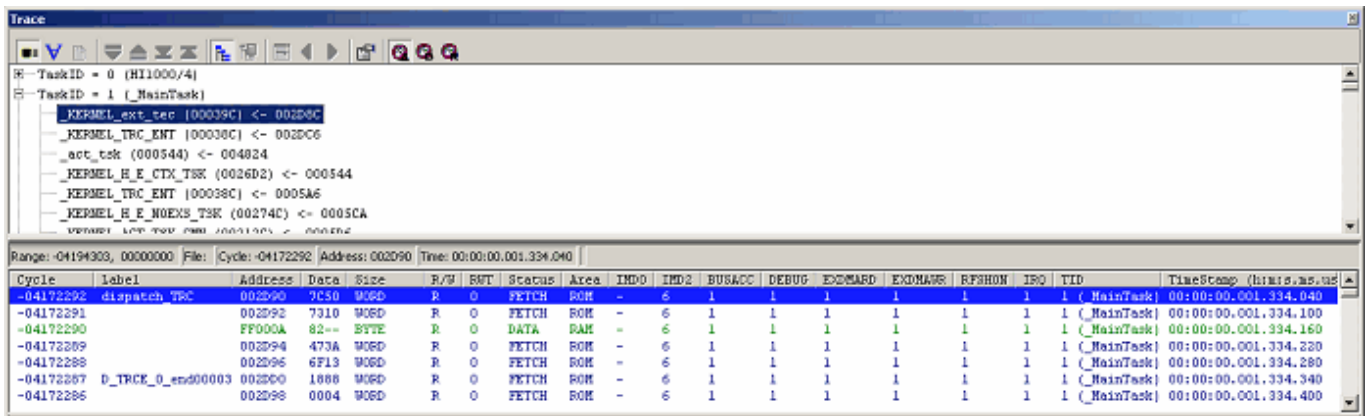 Trace
TaskID = 0 (HI1000/4)
TaskID = 1 (_MainTask)
_KERNEL_ext_tec (00039C) <- 002D8C
_KERNEL_TRC_ENT (00038C) <- 002DC6
_act_tsk (000544) <- 004824
_KERNEL_H_E_CTX_TSK (0026D2) <- 000544
_KERNEL_TRC_ENT (00038C) <- 0005A6
_KERNEL_H_E_NOEXS_TSK (00274C) <- 0005CA
Range: -04194303, 00000000 File: Cycle: -04172292 Address: 002D90 Time: 00:00:00.001.334.040
Cycle Label Address Data Size R/W RWT Status Area IMD0 IMD2 BUSACC DEBUG EXDMARD EXDMAWR RFSHON IRQ TID TimeStamp (h:m:s.ms.us
-04172292 dispatch_TRC 002D90 7C50 WORD R 0 FETCH ROM - 6 1 1 1 1 1 1 1 (_MainTask) 00:00:00.001.334.040
-04172291 002D92 7310 WORD R 0 FETCH ROM - 6 1 1 1 1 1 1 1 (_MainTask) 00:00:00.001.334.100
-04172290 FF000A 82-- BYTE R 0 DATA RAM - 6 1 1 1 1 1 1 1 (_MainTask) 00:00:00.001.334.160
-04172289 002D94 473A WORD R 0 FETCH ROM - 6 1 1 1 1 1 1 1 (_MainTask) 00:00:00.001.334.220
-04172288 002D96 6F13 WORD R 0 FETCH ROM - 6 1 1 1 1 1 1 1 (_MainTask) 00:00:00.001.334.280
-04172287 D_TRCE_0_end00003 002DD0 1888 WORD R 0 FETCH ROM - 6 1 1 1 1 1 1 1 (_MainTask) 00:00:00.001.334.340
-04172286 002D98 0004 WORD R 0 FETCH ROM - 6 1 1 1 1 1 1 1 (_MainTask) 00:00:00.001.334.400